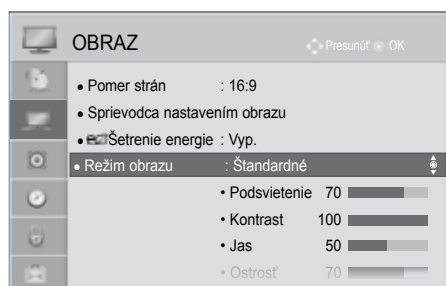 OBRAZ
Presunúť OK
• Pomer strán : 16:9
• Sprievodca nastavením obrazu
• Šetrenie energie : Vyp.
• Režim obrazu : Štandardné
• Podsvietenie 70
• Kontrast 100
• Jas 50
• Ostrosť 70